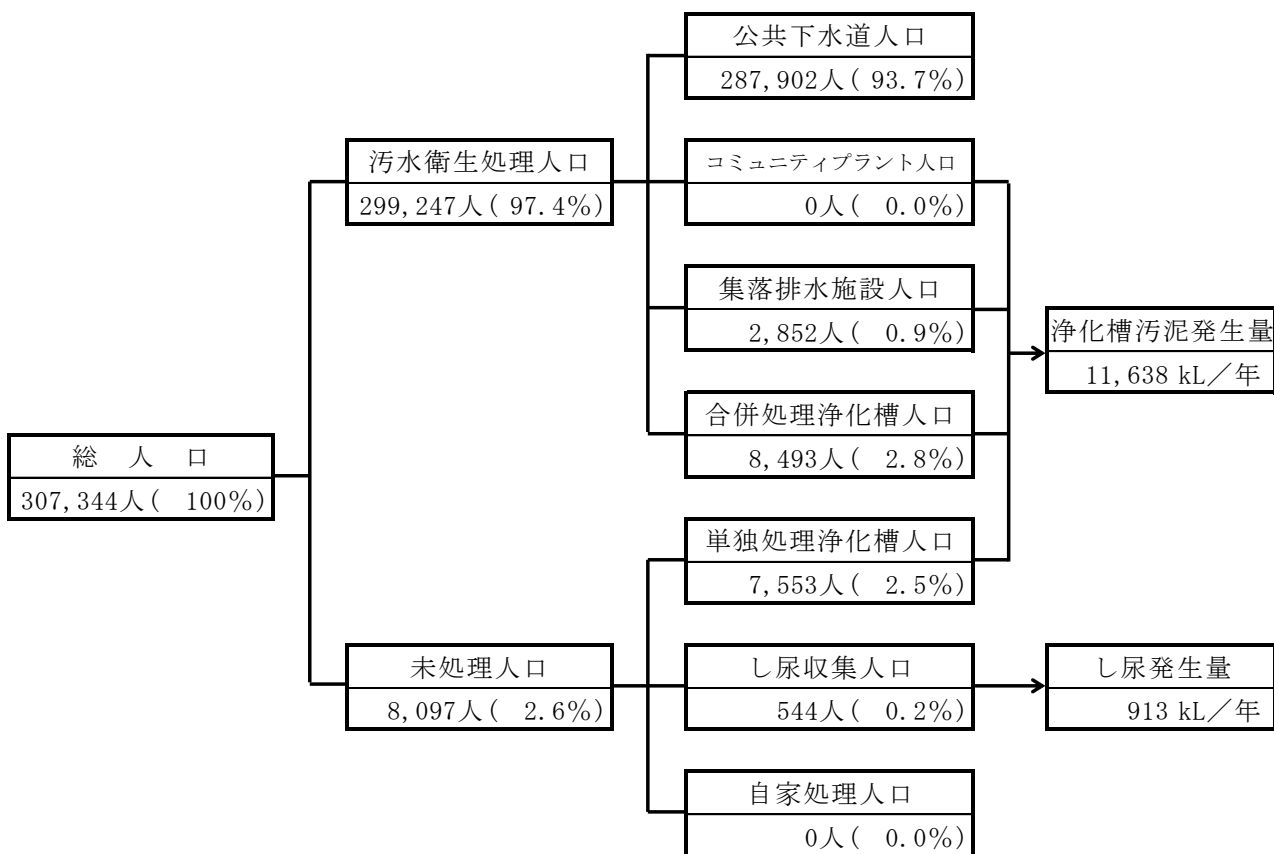 公共下水道人口
287,902人( 93.7%)
汚水衛生処理人口
299,247人( 97.4%)
コミュニティプラント人口
0人( 0.0%)
集落排水施設人口
2,852人( 0.9%)
浄化槽汚泥発生量
11,638 kL/年
合併処理浄化槽人口
8,493人( 2.8%)
総 人 口
307,344人( 100%)
単独処理浄化槽人口
7,553人( 2.5%)
未処理人口
8,097人( 2.6%)
し尿収集人口
544人( 0.2%)
し尿発生量
913 kL/年
自家処理人口
0人( 0.0%)